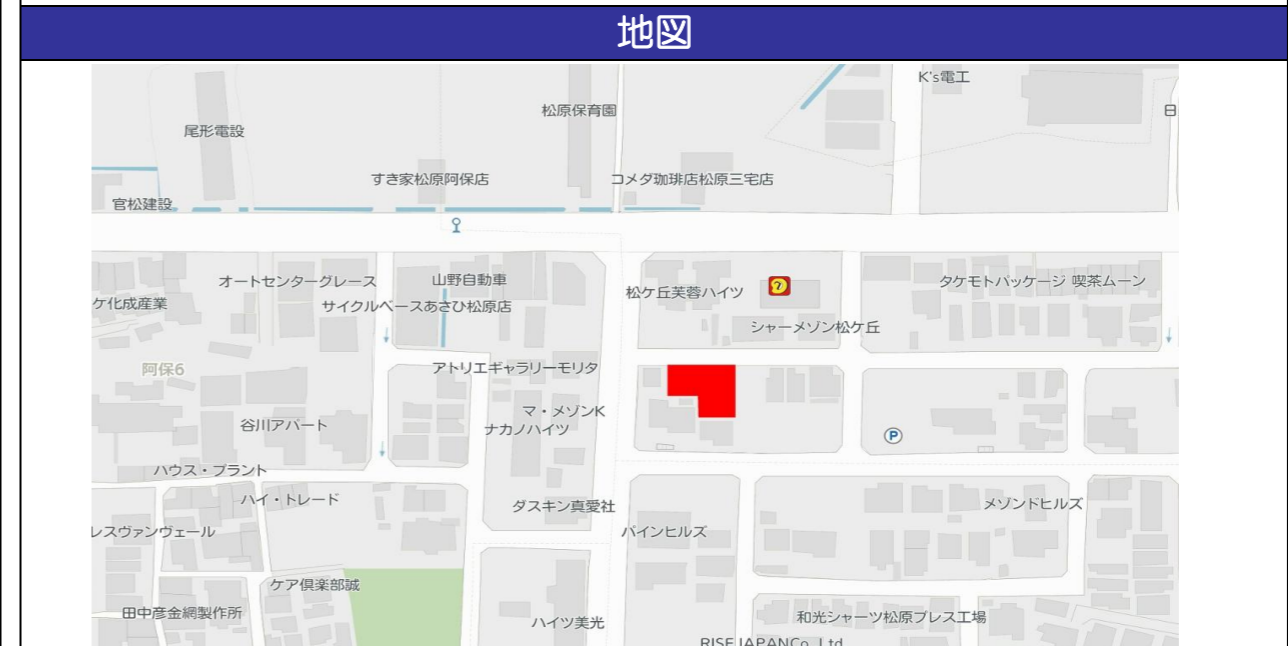 地図
K's電工
松原保育園
尾形電設
すき家松原阿保店
コメダ珈琲店松原三宅店
官松建設
オートセンターグレース
山野自動車
タケモトパッケージ 喫茶ムーン
松ケ丘芙蓉ハイツ
ケ化成産業
サイクルベースあさひ松原店
シャーメゾン松ケ丘
阿保6
アトリエギャラリーモリタ
マ・メゾンK
谷川アパート
ナカノハイツ
P
ハウス・プラント
ハイ・トレード
ダスキン真愛社
メゾンドヒルズ
レスヴァンヴェール
パインヒルズ
ケア倶楽部誠
田中彦金網製作所
和光シャーツ松原プレス工場
ハイツ美光
RISE JAPANCo.,Ltd